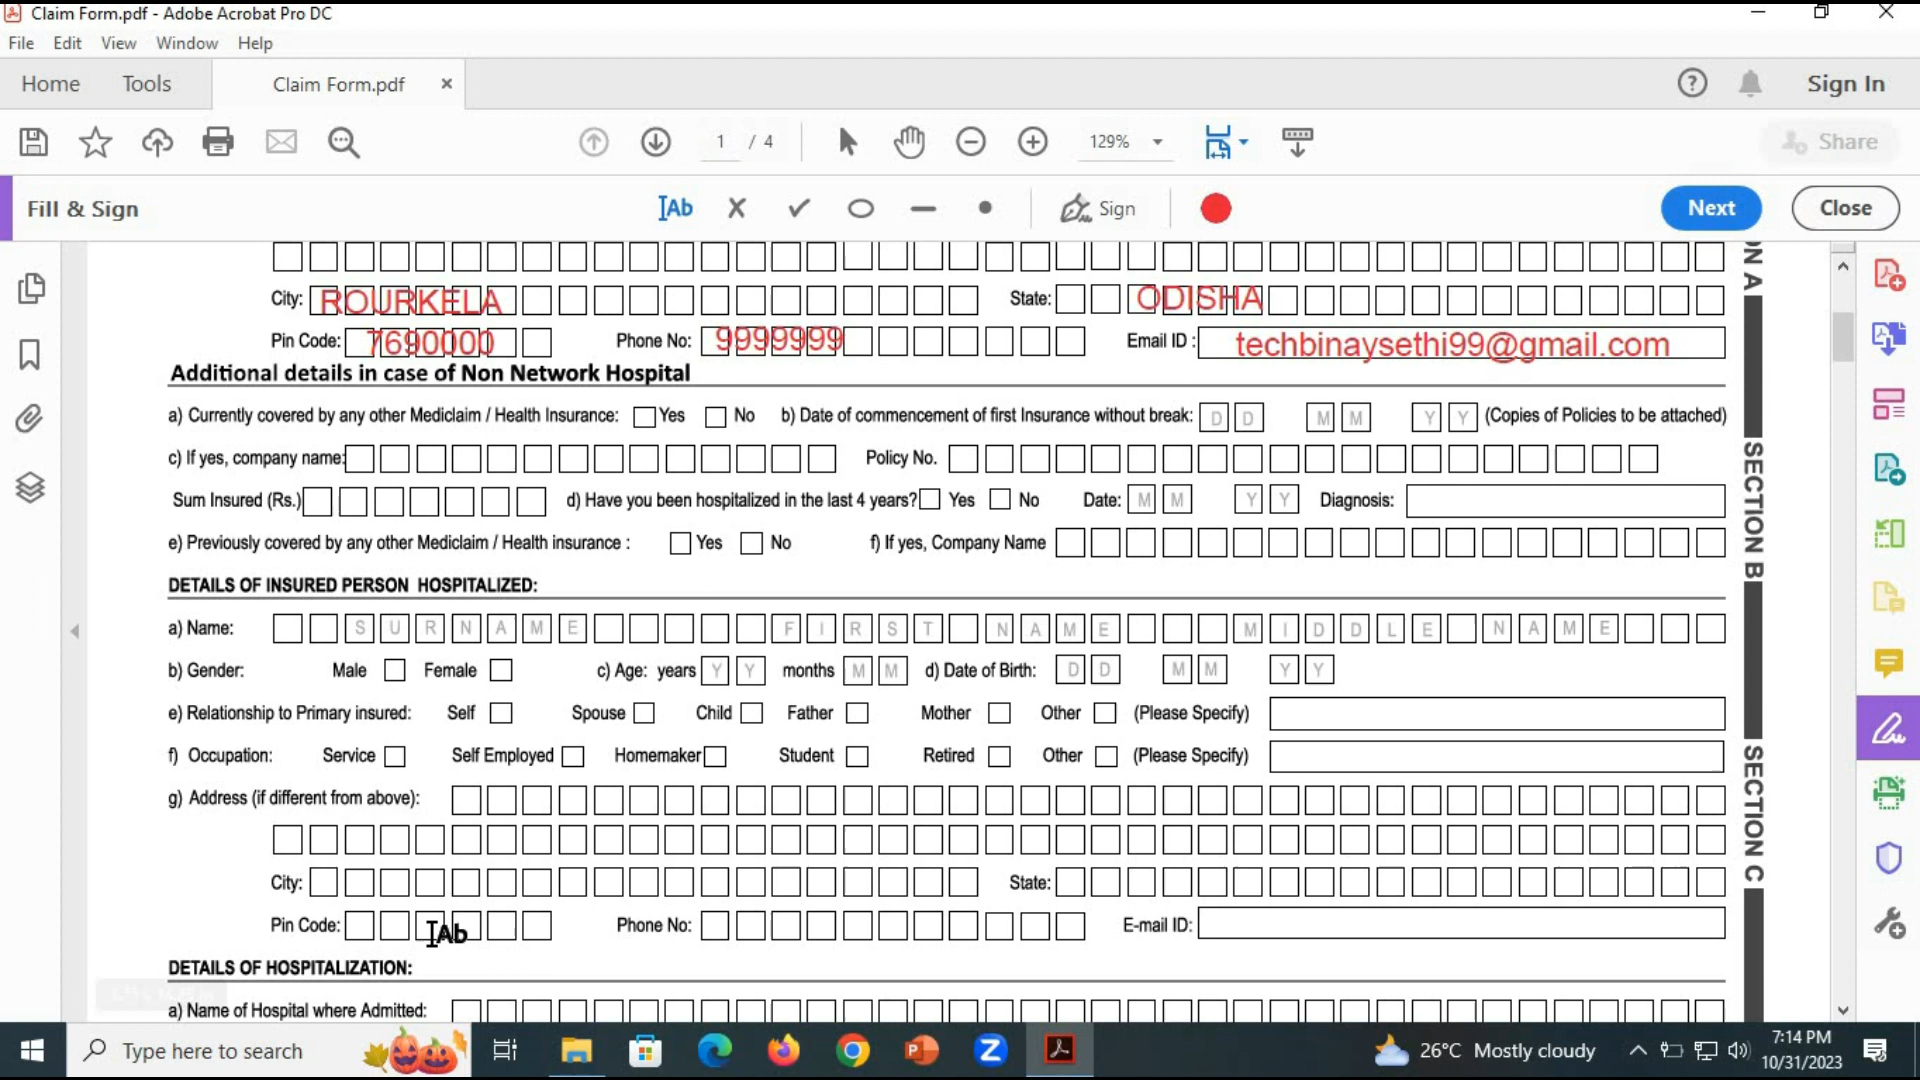 Claim Form.pdf - Adobe Acrobat Pro DC
File Edit View Window Help
Home Tools Claim Form.pdf × ? Sign In
1 / 4 129% Share
Fill & Sign Ab Sign Next Close
City: ROURKELA State: ODISHA
Pin Code: 7690000 Phone No: 9999999 Email ID : techbinaysethi99@gmail.com
Additional details in case of Non Network Hospital
a) Currently covered by any other Mediclaim / Health Insurance: Yes No b) Date of commencement of first Insurance without break: D D M M Y Y (Copies of Policies to be attached)
c) If yes, company name: Policy No.
Sum Insured (Rs.) d) Have you been hospitalized in the last 4 years? Yes No Date: M M Y Y Diagnosis:
e) Previously covered by any other Mediclaim / Health insurance : Yes No f) If yes, Company Name
DETAILS OF INSURED PERSON HOSPITALIZED:
a) Name: S U R N A M E F I R S T N A M E M I D D L E N A M E
b) Gender: Male Female c) Age: years Y Y months M M d) Date of Birth: D D M M Y Y
e) Relationship to Primary insured: Self Spouse Child Father Mother Other (Please Specify)
f) Occupation: Service Self Employed Homemaker Student Retired Other (Please Specify)
g) Address (if different from above):
City: State:
Pin Code: Ab Phone No: E-mail ID:
DETAILS OF HOSPITALIZATION:
a) Name of Hospital where Admitted:
ON A
SECTION B
SECTION C
Type here to search 26°C Mostly cloudy 7:14 PM
10/31/2023